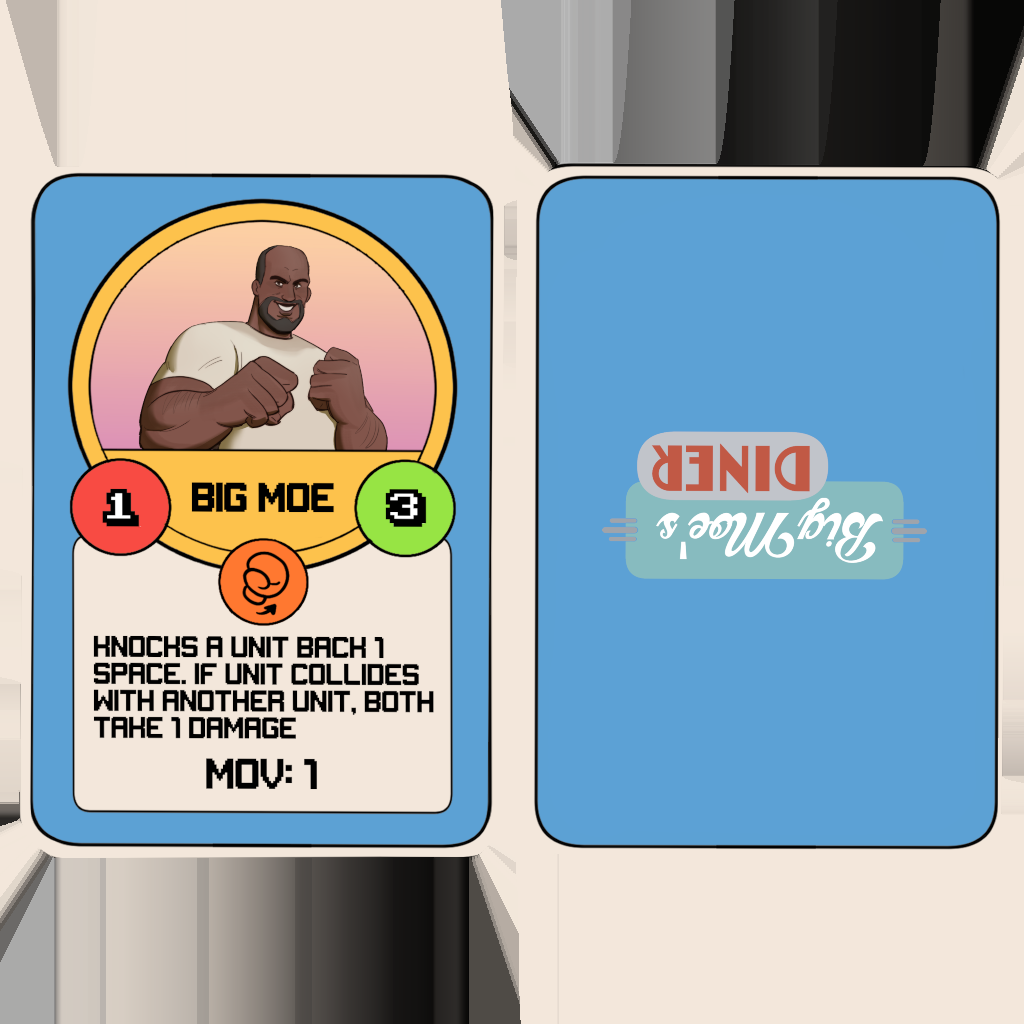 1
BIG MOE
3
KNOCKS A UNIT BACK 1
SPACE. IF UNIT COLLIDES
WITH ANOTHER UNIT, BOTH
TAKE 1 DAMAGE
MOV: 1
Big Moe's
DINER